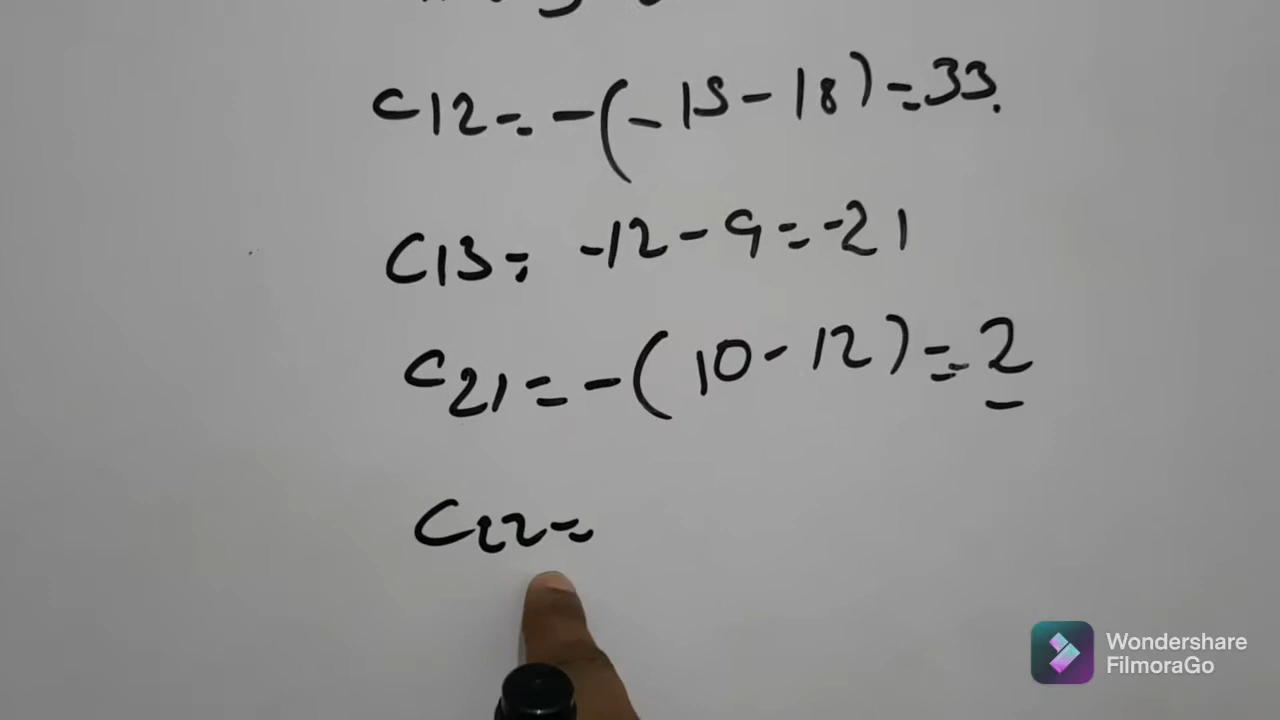 C12 = -(-15-18) = 33.
C13 = -12-9 = -21
C21 = -(10-12) = 2
C22 =
Wondershare
FilmoraGo